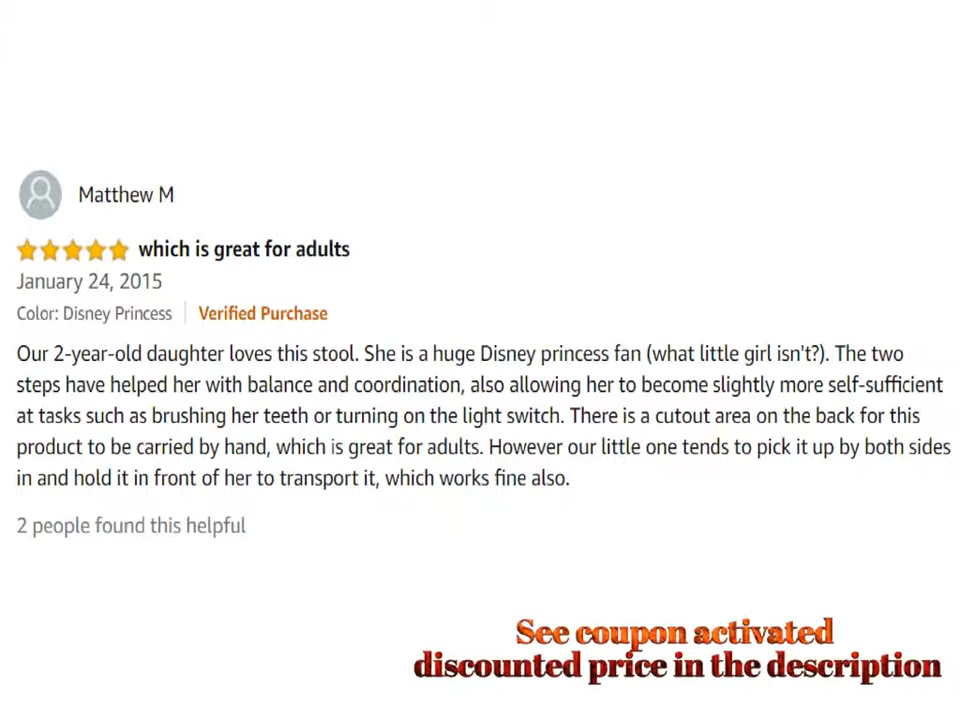 Matthew M
which is great for adults
January 24, 2015
Color: Disney Princess Verified Purchase
Our 2-year-old daughter loves this stool. She is a huge Disney princess fan (what little girl isn't?). The two
steps have helped her with balance and coordination, also allowing her to become slightly more self-sufficient
at tasks such as brushing her teeth or turning on the light switch. There is a cutout area on the back for this
product to be carried by hand, which is great for adults. However our little one tends to pick it up by both sides
in and hold it in front of her to transport it, which works fine also.
2 people found this helpful
See coupon activated
discounted price in the description